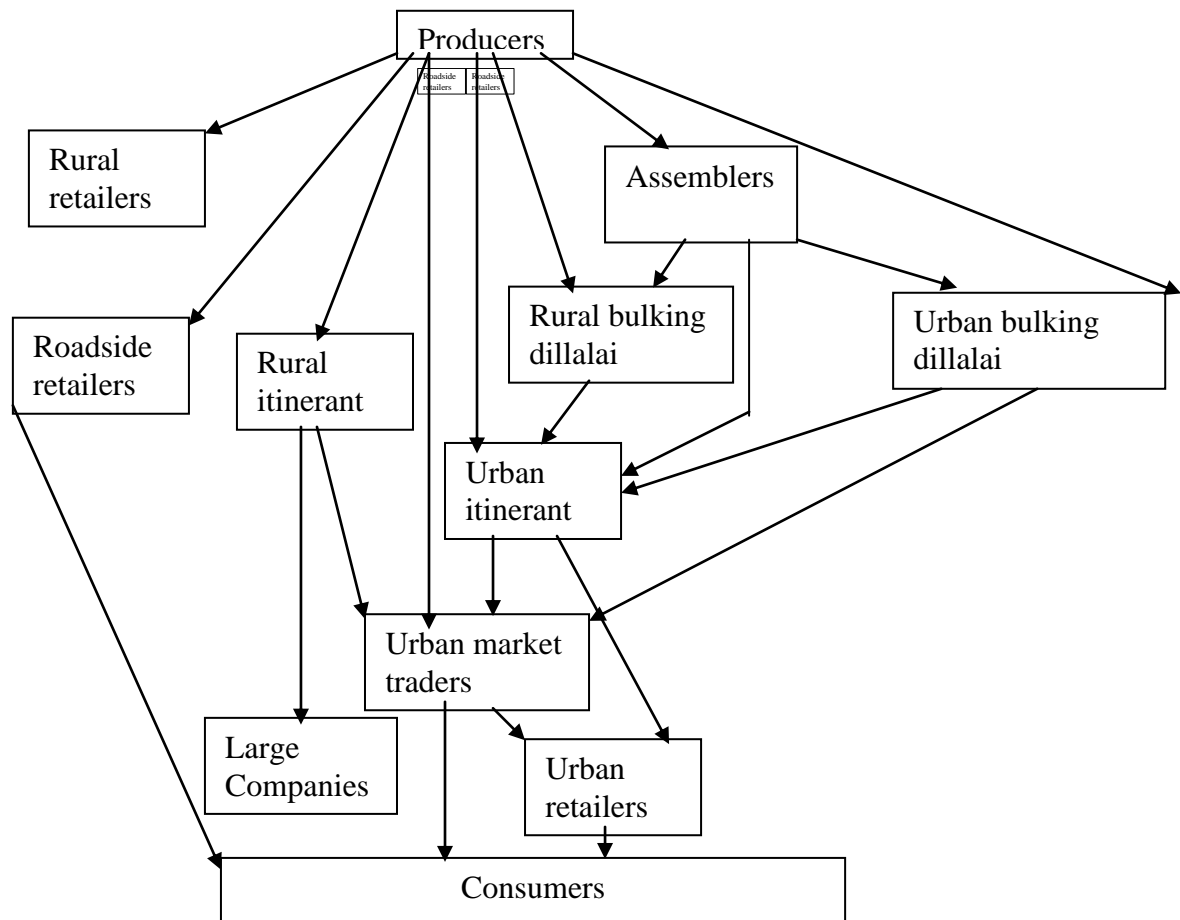 Producers
Roadside
retailers
Roadside
retailers
Rural
retailers
Assemblers
Rural bulking
dillalai
Urban bulking
dillalai
Roadside
retailers
Rural
itinerant
Urban
itinerant
Urban market
traders
Large
Companies
Urban
retailers
Consumers